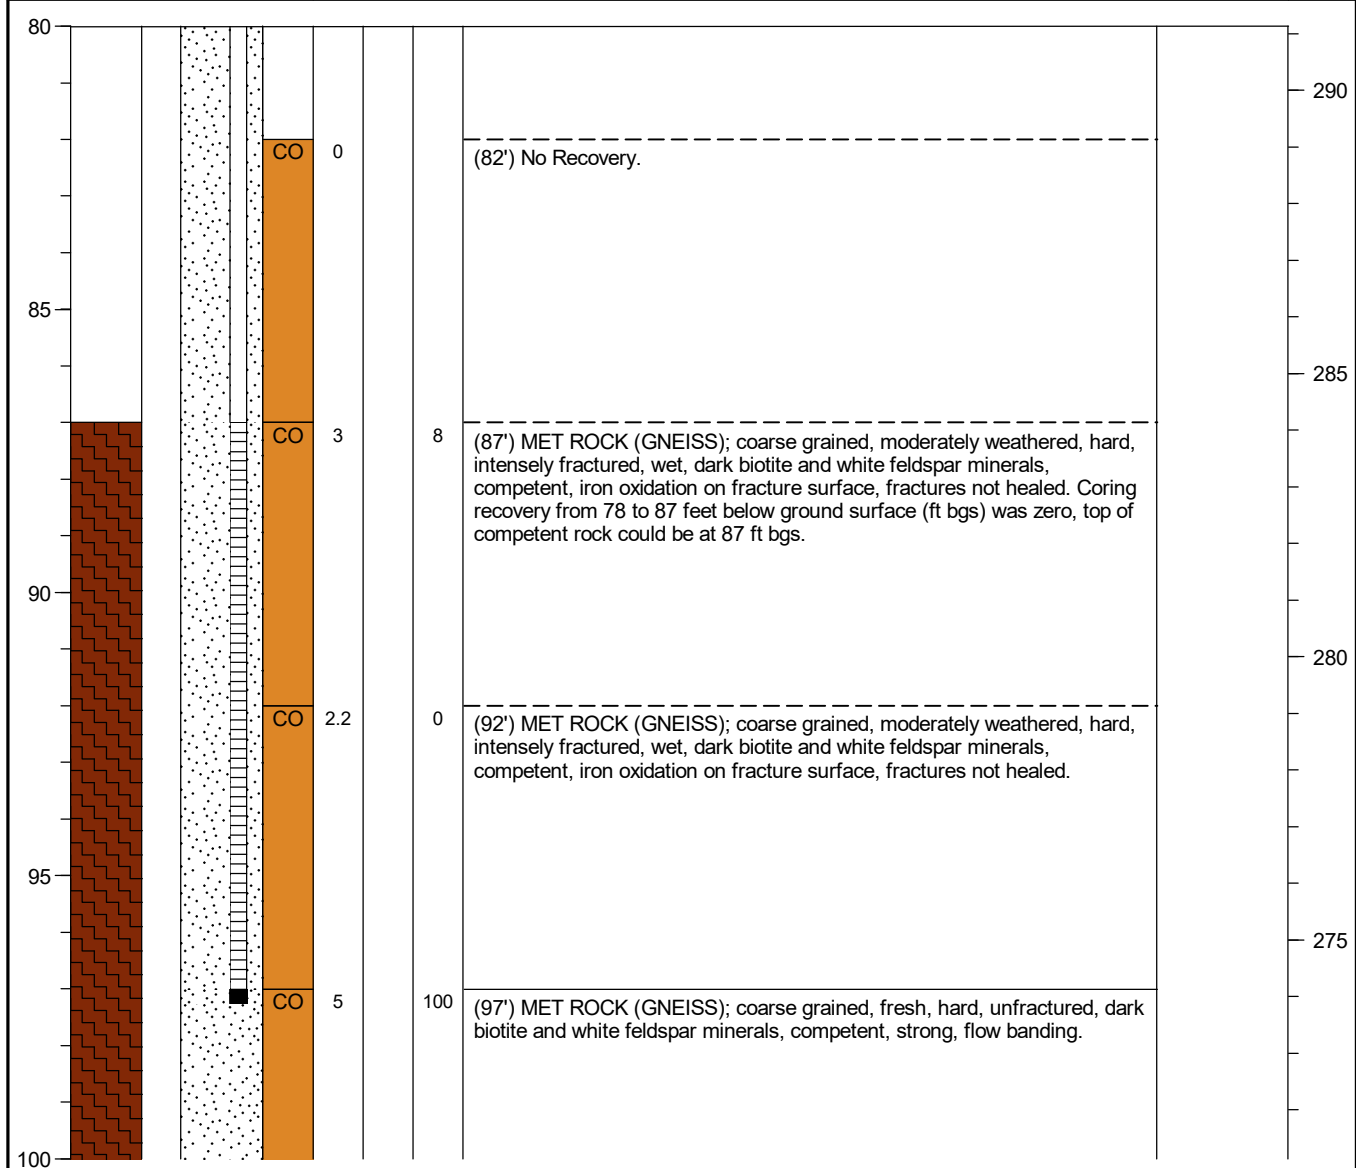 80
290
CO 0
(82') No Recovery.
85
285
CO 3 8
(87') MET ROCK (GNEISS); coarse grained, moderately weathered, hard,
intensely fractured, wet, dark biotite and white feldspar minerals,
competent, iron oxidation on fracture surface, fractures not healed. Coring
recovery from 78 to 87 feet below ground surface (ft bgs) was zero, top of
competent rock could be at 87 ft bgs.
90
280
CO 2.2 0
(92') MET ROCK (GNEISS); coarse grained, moderately weathered, hard,
intensely fractured, wet, dark biotite and white feldspar minerals,
competent, iron oxidation on fracture surface, fractures not healed.
95
275
CO 5 100
(97') MET ROCK (GNEISS); coarse grained, fresh, hard, unfractured, dark
biotite and white feldspar minerals, competent, strong, flow banding.
100